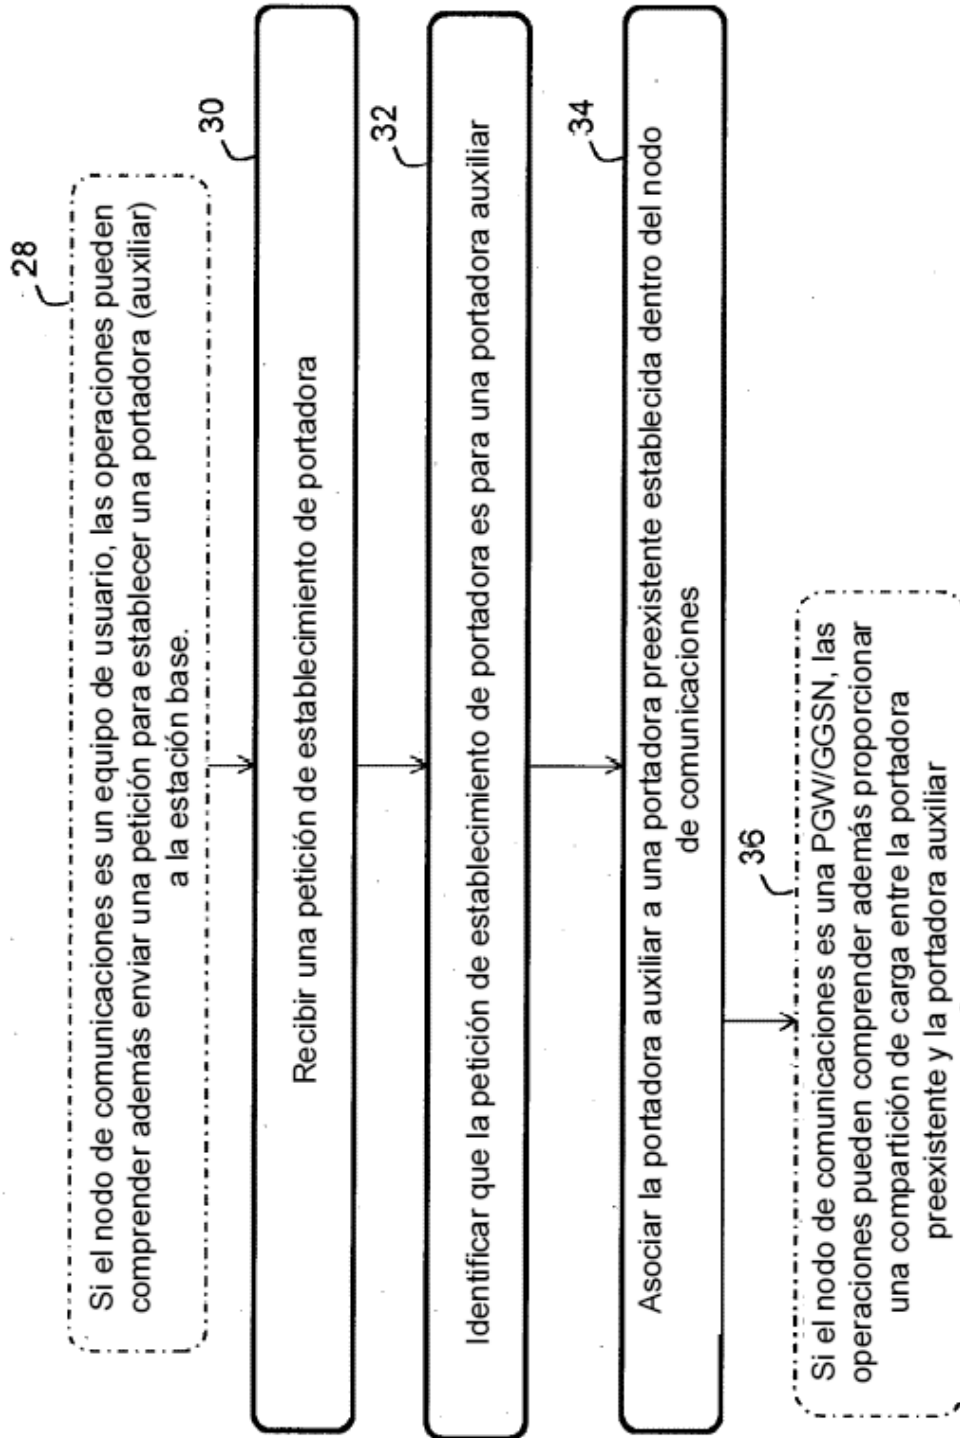 28
Si el nodo de comunicaciones es un equipo de usuario, las operaciones pueden
comprender además enviar una petición para establecer una portadora (auxiliar)
a la estación base.
30
Recibir una petición de establecimiento de portadora
32
Identificar que la petición de establecimiento de portadora es para una portadora auxiliar
34
Asociar la portadora auxiliar a una portadora preexistente establecida dentro del nodo
de comunicaciones
36
Si el nodo de comunicaciones es una PGW/GGSN, las
operaciones pueden comprender además proporcionar
una compartición de carga entre la portadora
preexistente y la portadora auxiliar